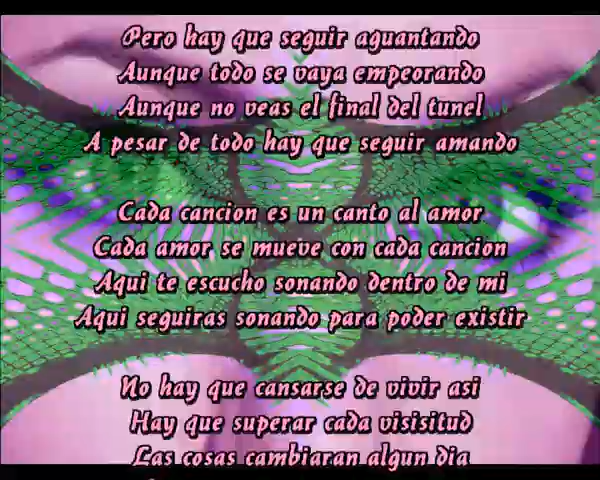 Pero hay que seguir aguantando
Aunque todo se vaya empeorando
Aunque no veas el final del tunel
A pesar de todo hay que seguir amando
Cada cancion es un canto al amor
Cada amor se mueve con cada cancion
Aqui te escucho sonando dentro de mi
Aqui seguiras sonando para poder existir
No hay que cansarse de vivir asi
Hay que superar cada visisitud
Las cosas cambiaran algun dia